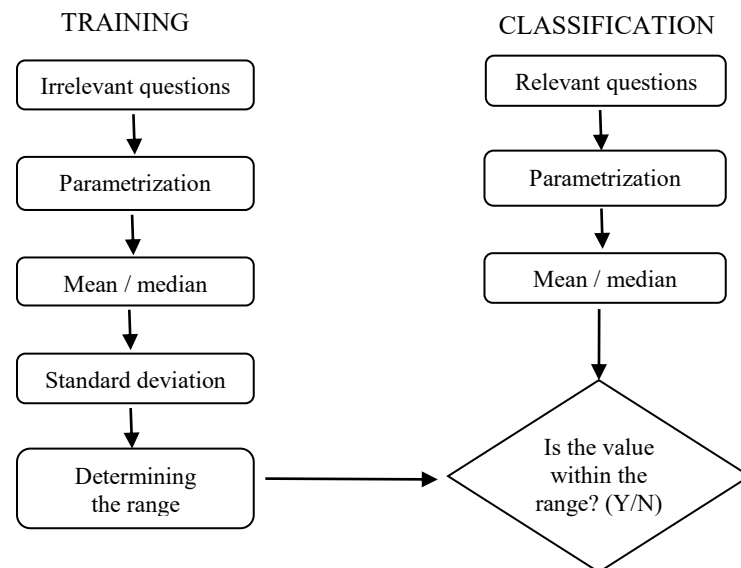 TRAINING
Irrelevant questions
Parametrization
Mean / median
Standard deviation
Determining
the range
CLASSIFICATION
Relevant questions
Parametrization
Mean / median
Is the value
within the
range? (Y/N)